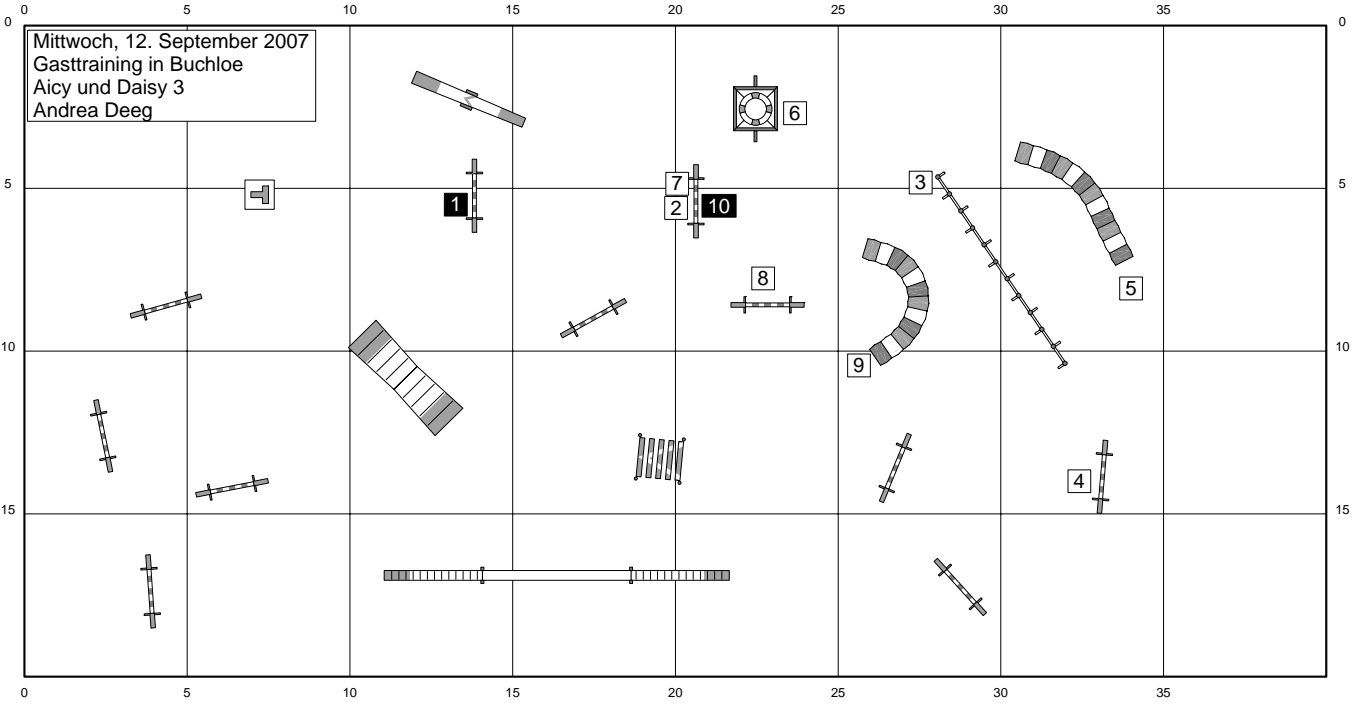 0 5 10 15 20 25 30 35
0 0
Mittwoch, 12. September 2007
Gasttraining in Buchloe
Aicy und Daisy 3
Andrea Deeg
6
5 3 5
7
1 2 10
T
8 5
10 9 10
4
15 15
0 5 10 15 20 25 30 35